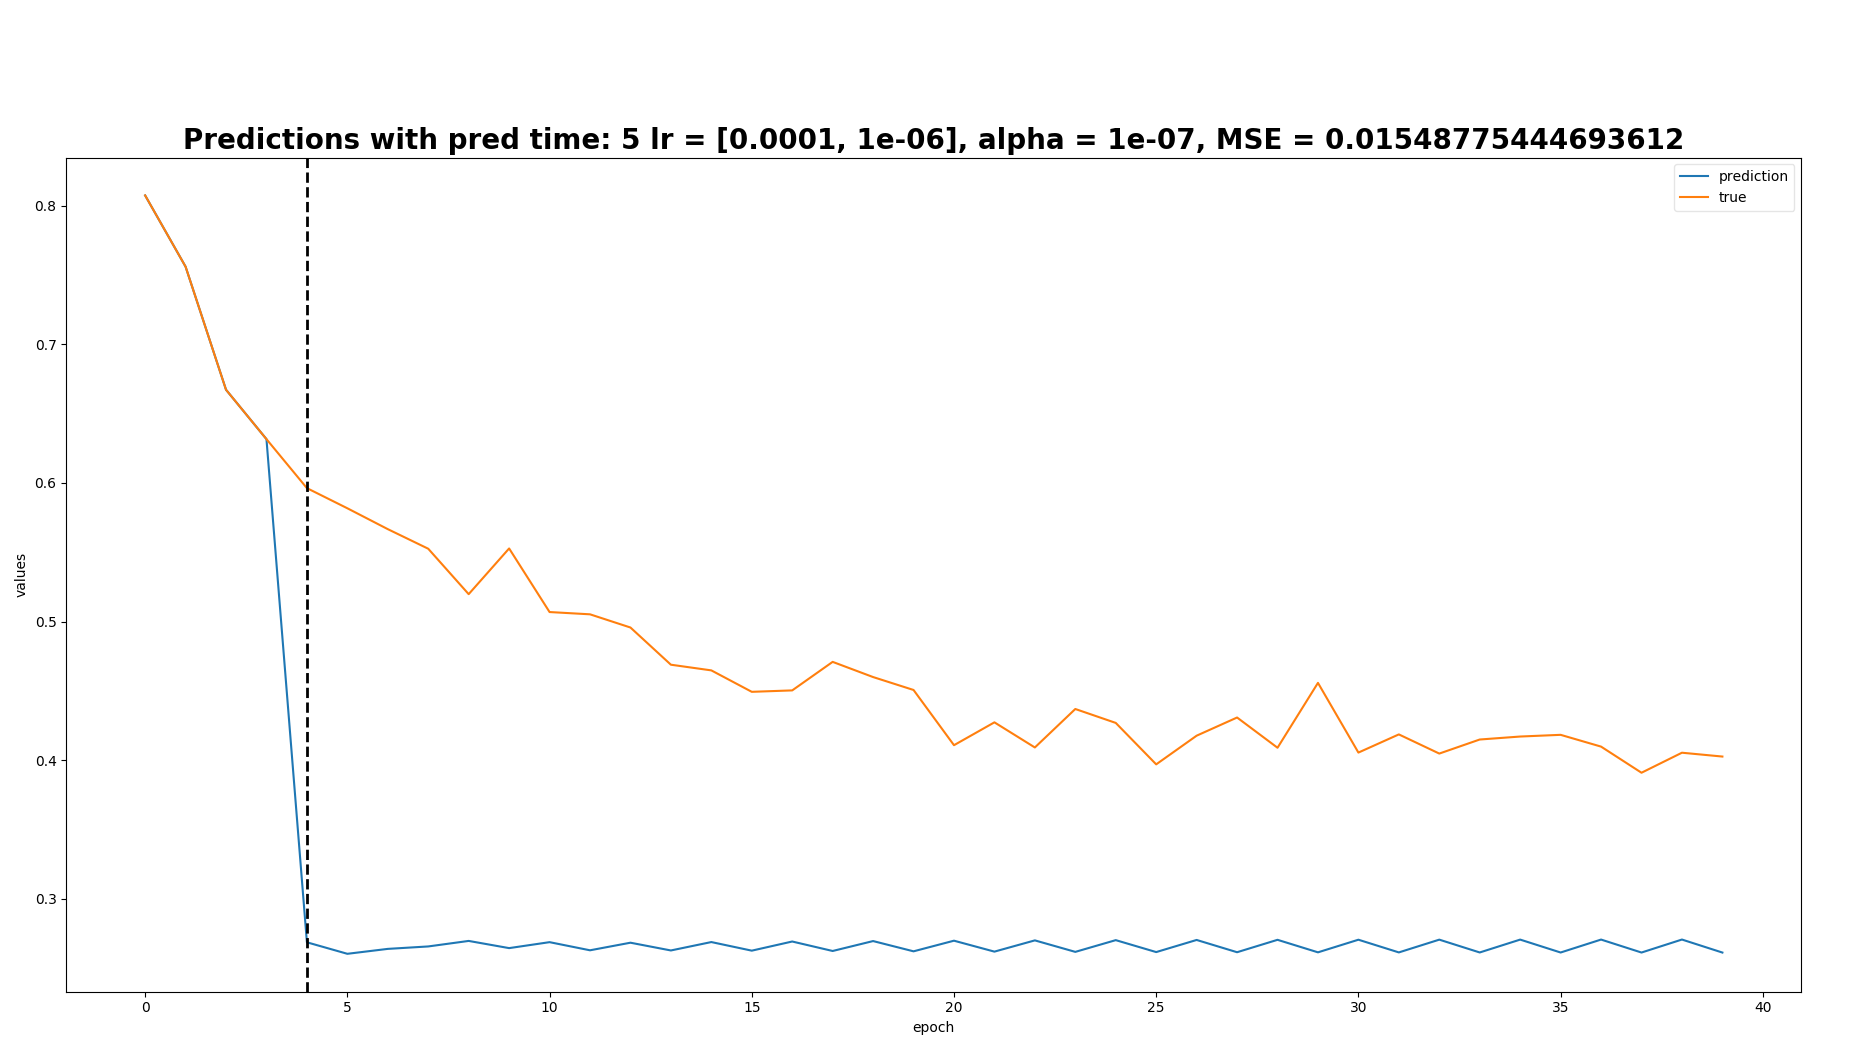 Predictions with pred time: 5 lr = [0.0001, 1e-06], alpha = 1e-07, MSE = 0.01548775444693612
prediction
true
0.8
0.7
0.6
0.5
0.4
0.3
values
0 5 10 15 20 25 30 35 40
epoch